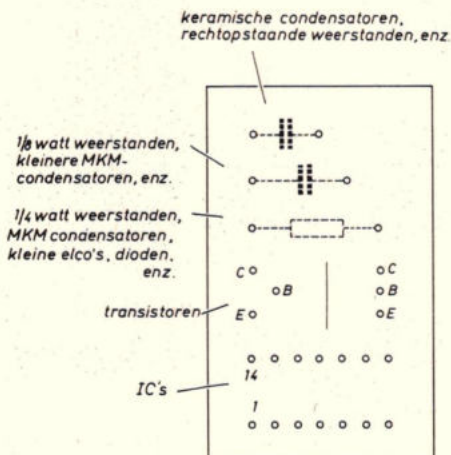 keramische condensatoren,
rechtopstaande weerstanden, enz.
1/8 watt weerstanden,
kleinere MKM-
condensatoren, enz.
1/4 watt weerstanden,
MKM condensatoren,
kleine elco's, dioden,
enz.
C
C
B
B
transistoren
E
E
14
IC's
1